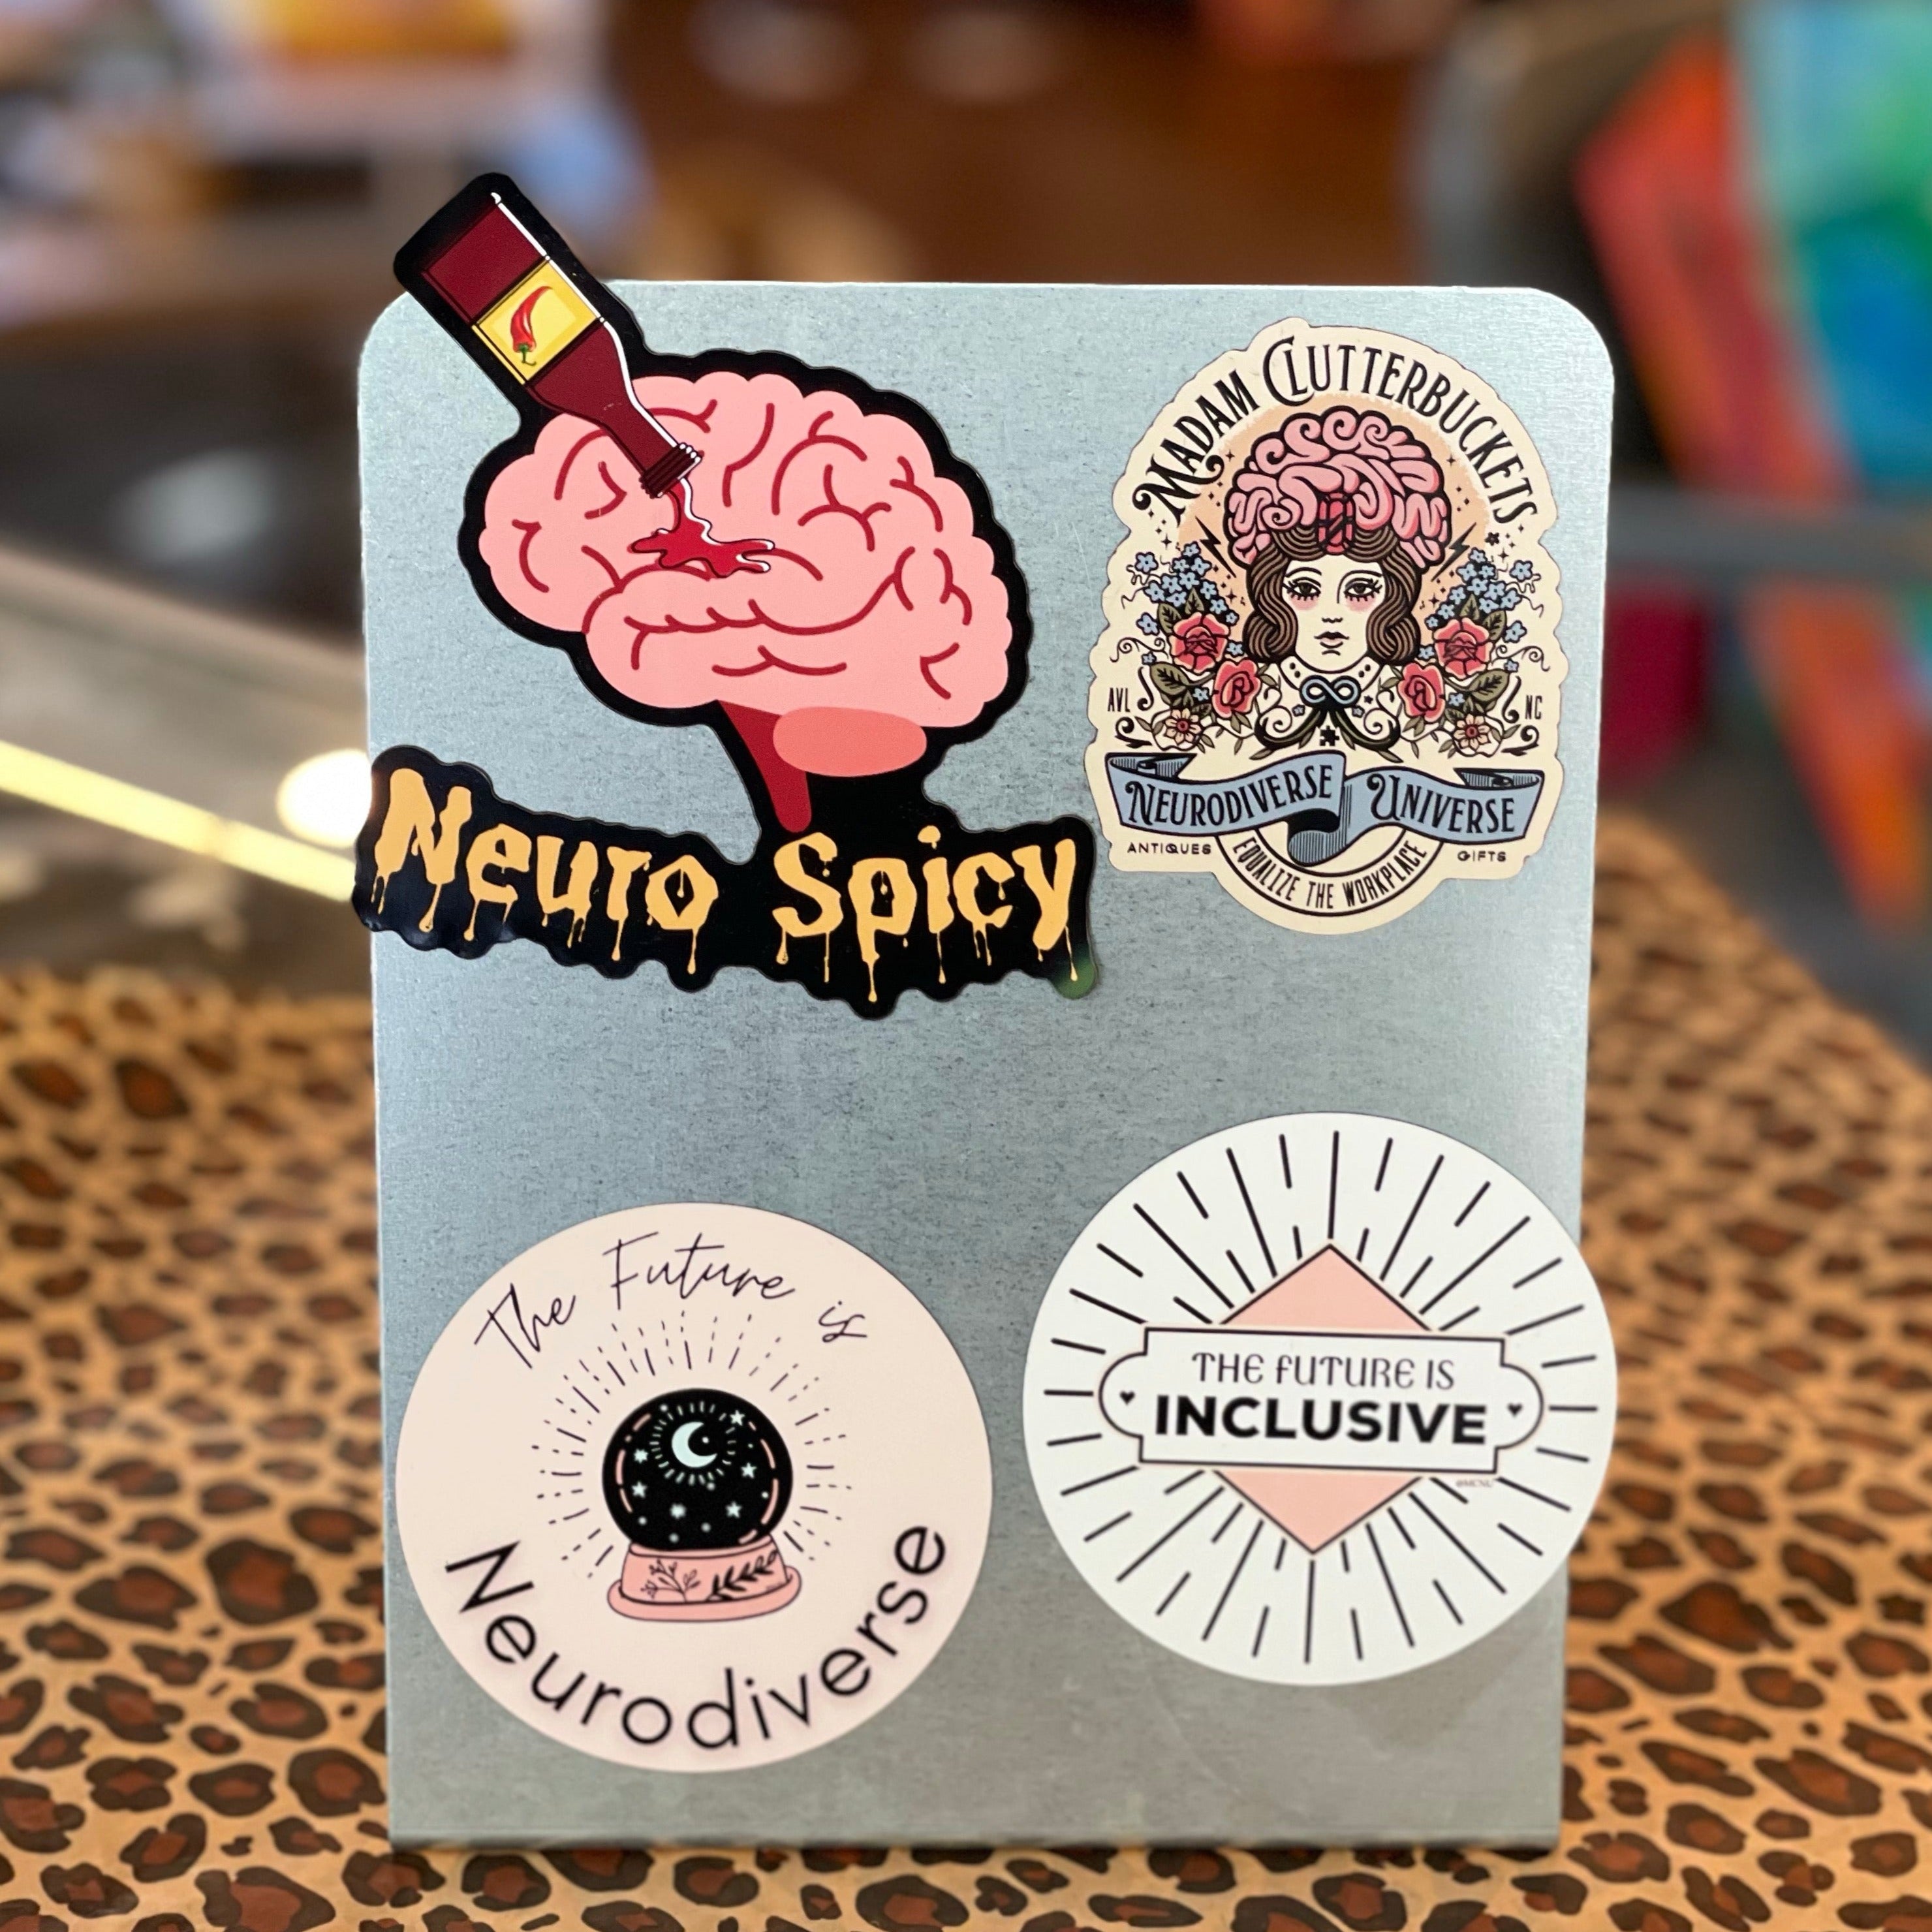 Neuro Spicy
MADAM CLUTTERBUCKETS
AVL
NC
NEURODIVERSE UNIVERSE
ANTIQUES
GIFTS
EQUALIZE THE WORKPLACE
The Future is
Neurodiverse
THE FUTURE IS
INCLUSIVE